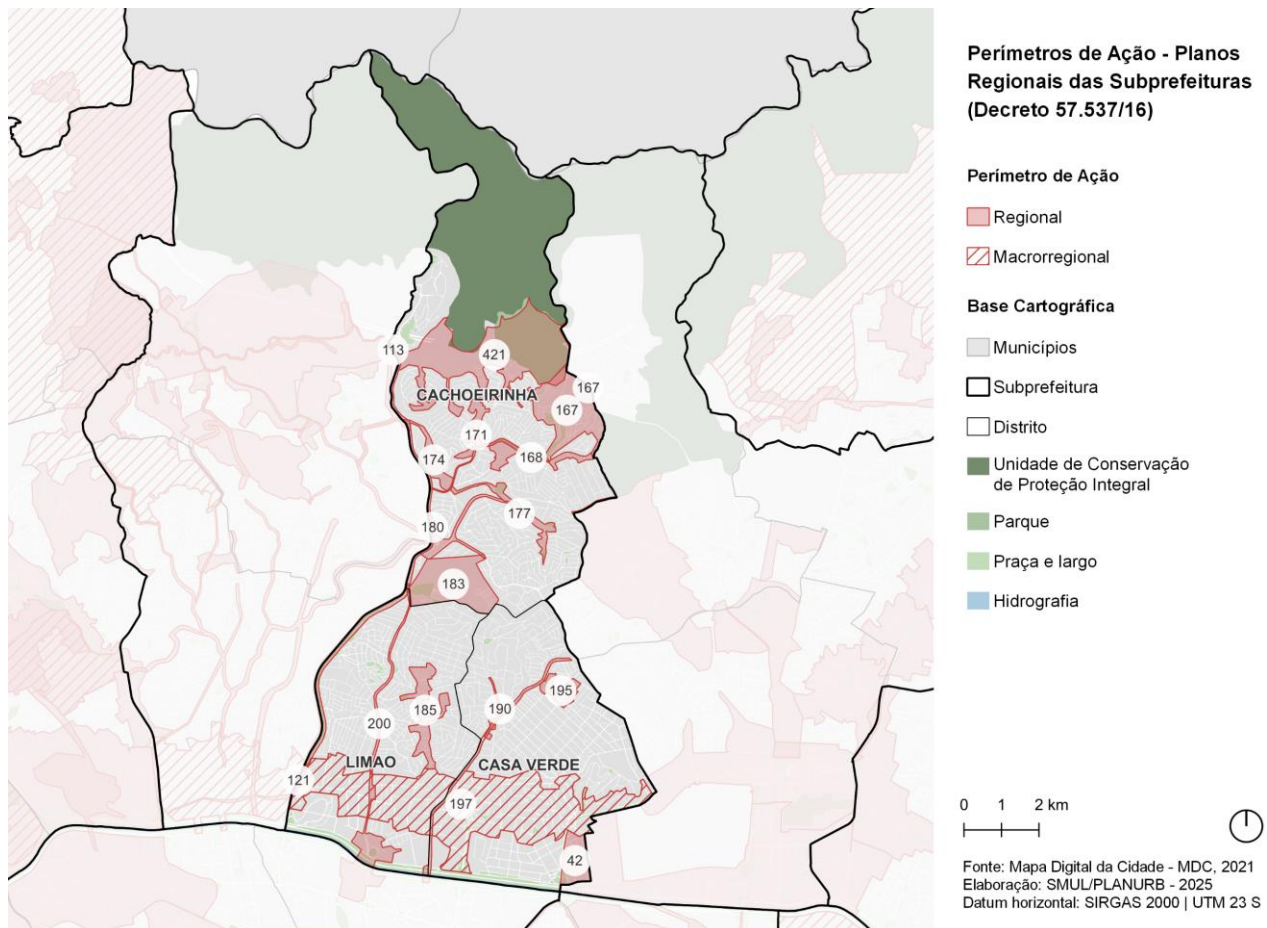 Perímetros de Ação - Planos
Regionais das Subprefeituras
(Decreto 57.537/16)
Perímetro de Ação
Regional
Macrorregional
Base Cartográfica
Municípios
Subprefeitura
Distrito
Unidade de Conservação
de Proteção Integral
Parque
Praça e largo
Hidrografia
0 1 2 km
Fonte: Mapa Digital da Cidade - MDC, 2021
Elaboração: SMUL/PLANURB - 2025
Datum horizontal: SIRGAS 2000 | UTM 23 S
113
421
167
CACHOEIRINHA
167
171
174
168
177
180
183
195
190
185
200
LIMAO
CASA VERDE
121
197
42